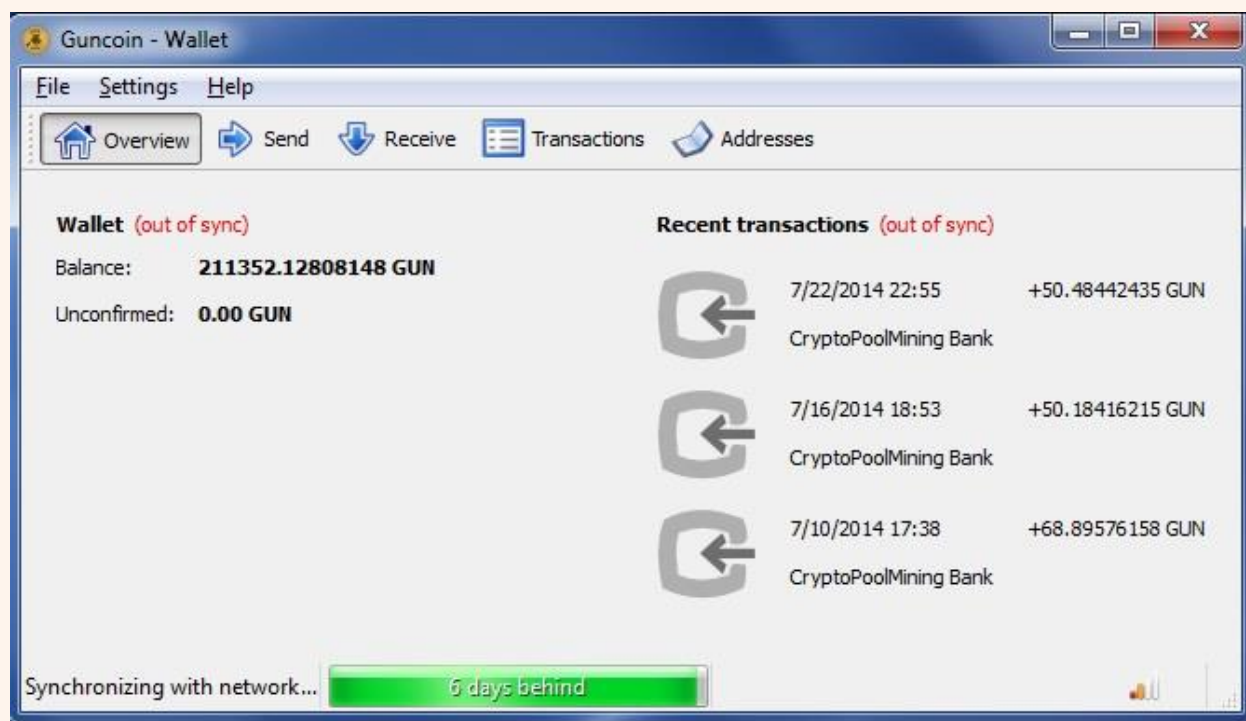 Guncoin - Wallet
File Settings Help
Overview Send Receive Transactions Addresses
Wallet (out of sync)
Balance: 211352.12808148 GUN
Unconfirmed: 0.00 GUN
Recent transactions (out of sync)
7/22/2014 22:55 +50.48442435 GUN
CryptoPoolMining Bank
7/16/2014 18:53 +50.18416215 GUN
CryptoPoolMining Bank
7/10/2014 17:38 +68.89576158 GUN
CryptoPoolMining Bank
Synchronizing with network... 6 days behind